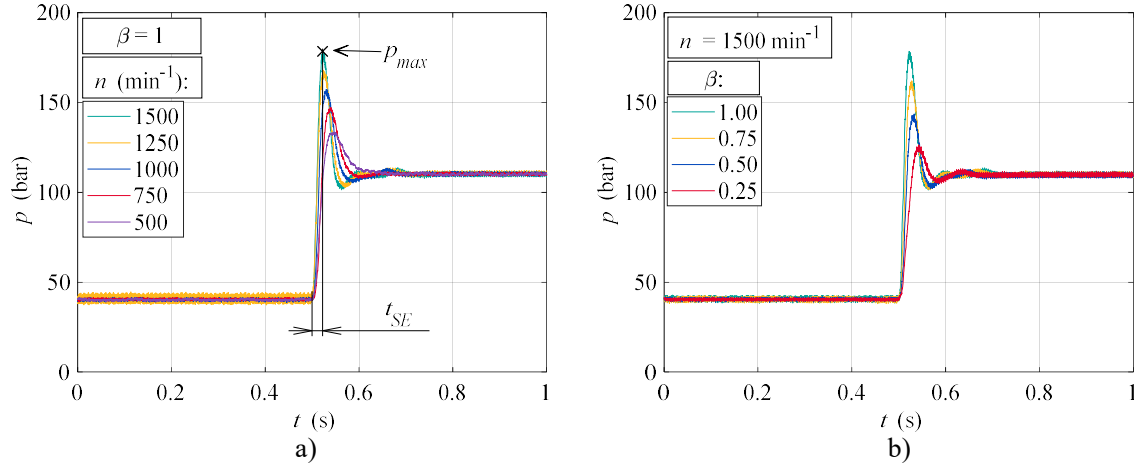 β = 1
n (min⁻¹):
1500
1250
1000
750
500
p_max
t_SE
200
150
100
50
0
p (bar)
0 0.2 0.4 0.6 0.8 1
t (s)
a)
n = 1500 min⁻¹
β:
1.00
0.75
0.50
0.25
200
150
100
50
0
p (bar)
0 0.2 0.4 0.6 0.8 1
t (s)
b)